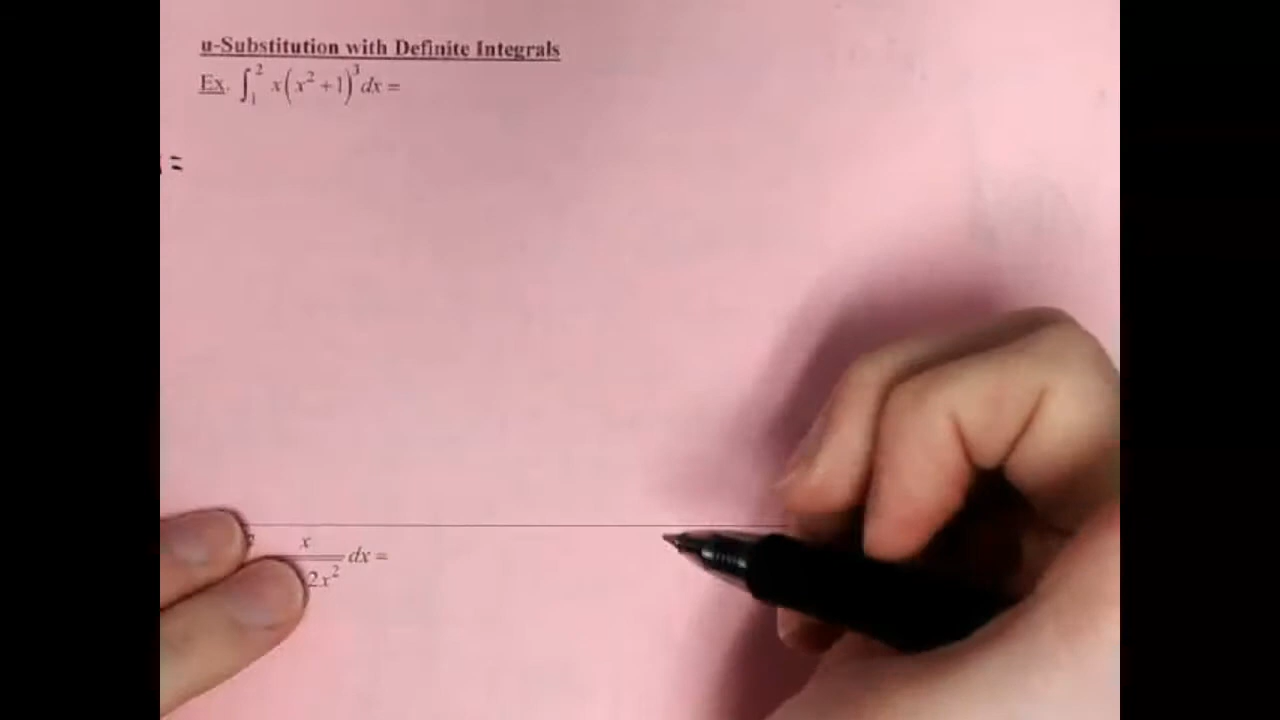 u-Substitution with Definite Integrals
Ex. ∫₁² x(x²+1)³ dx =
=
x
2x² dx =